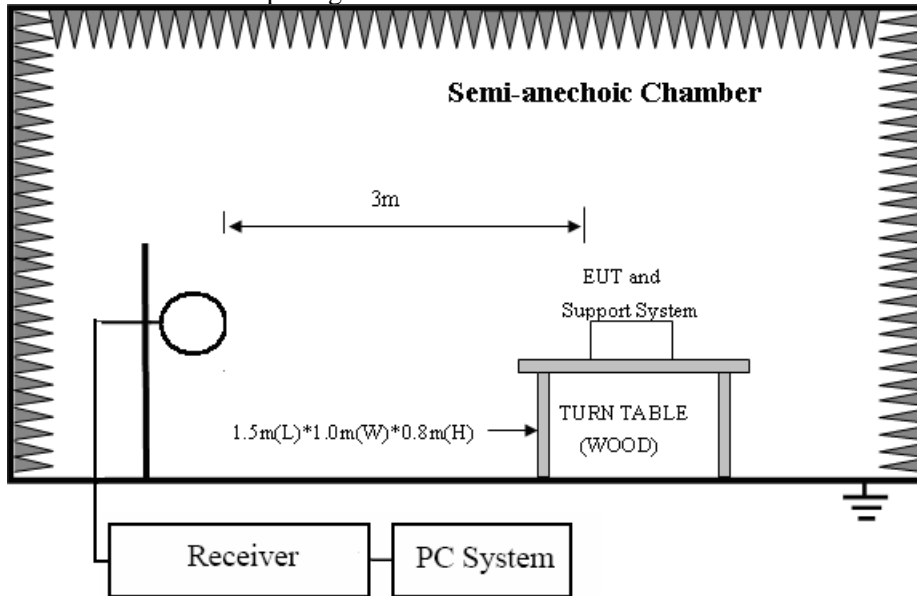 Semi-anechoic Chamber
3m
EUT and
Support System
1.5m(L)*1.0m(W)*0.8m(H)
TURN TABLE
(WOOD)
Receiver
PC System